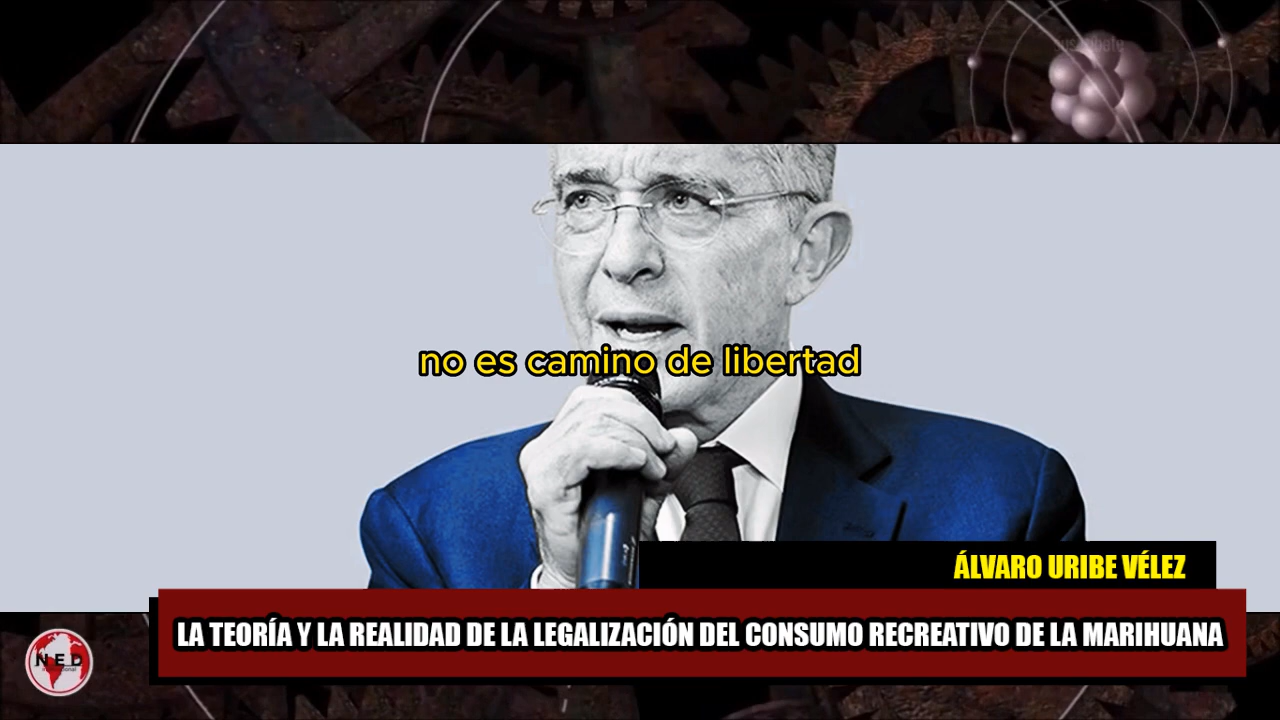 no es camino de libertad
ÁLVARO URIBE VÉLEZ
LA TEORÍA Y LA REALIDAD DE LA LEGALIZACIÓN DEL CONSUMO RECREATIVO DE LA MARIHUANA
NED